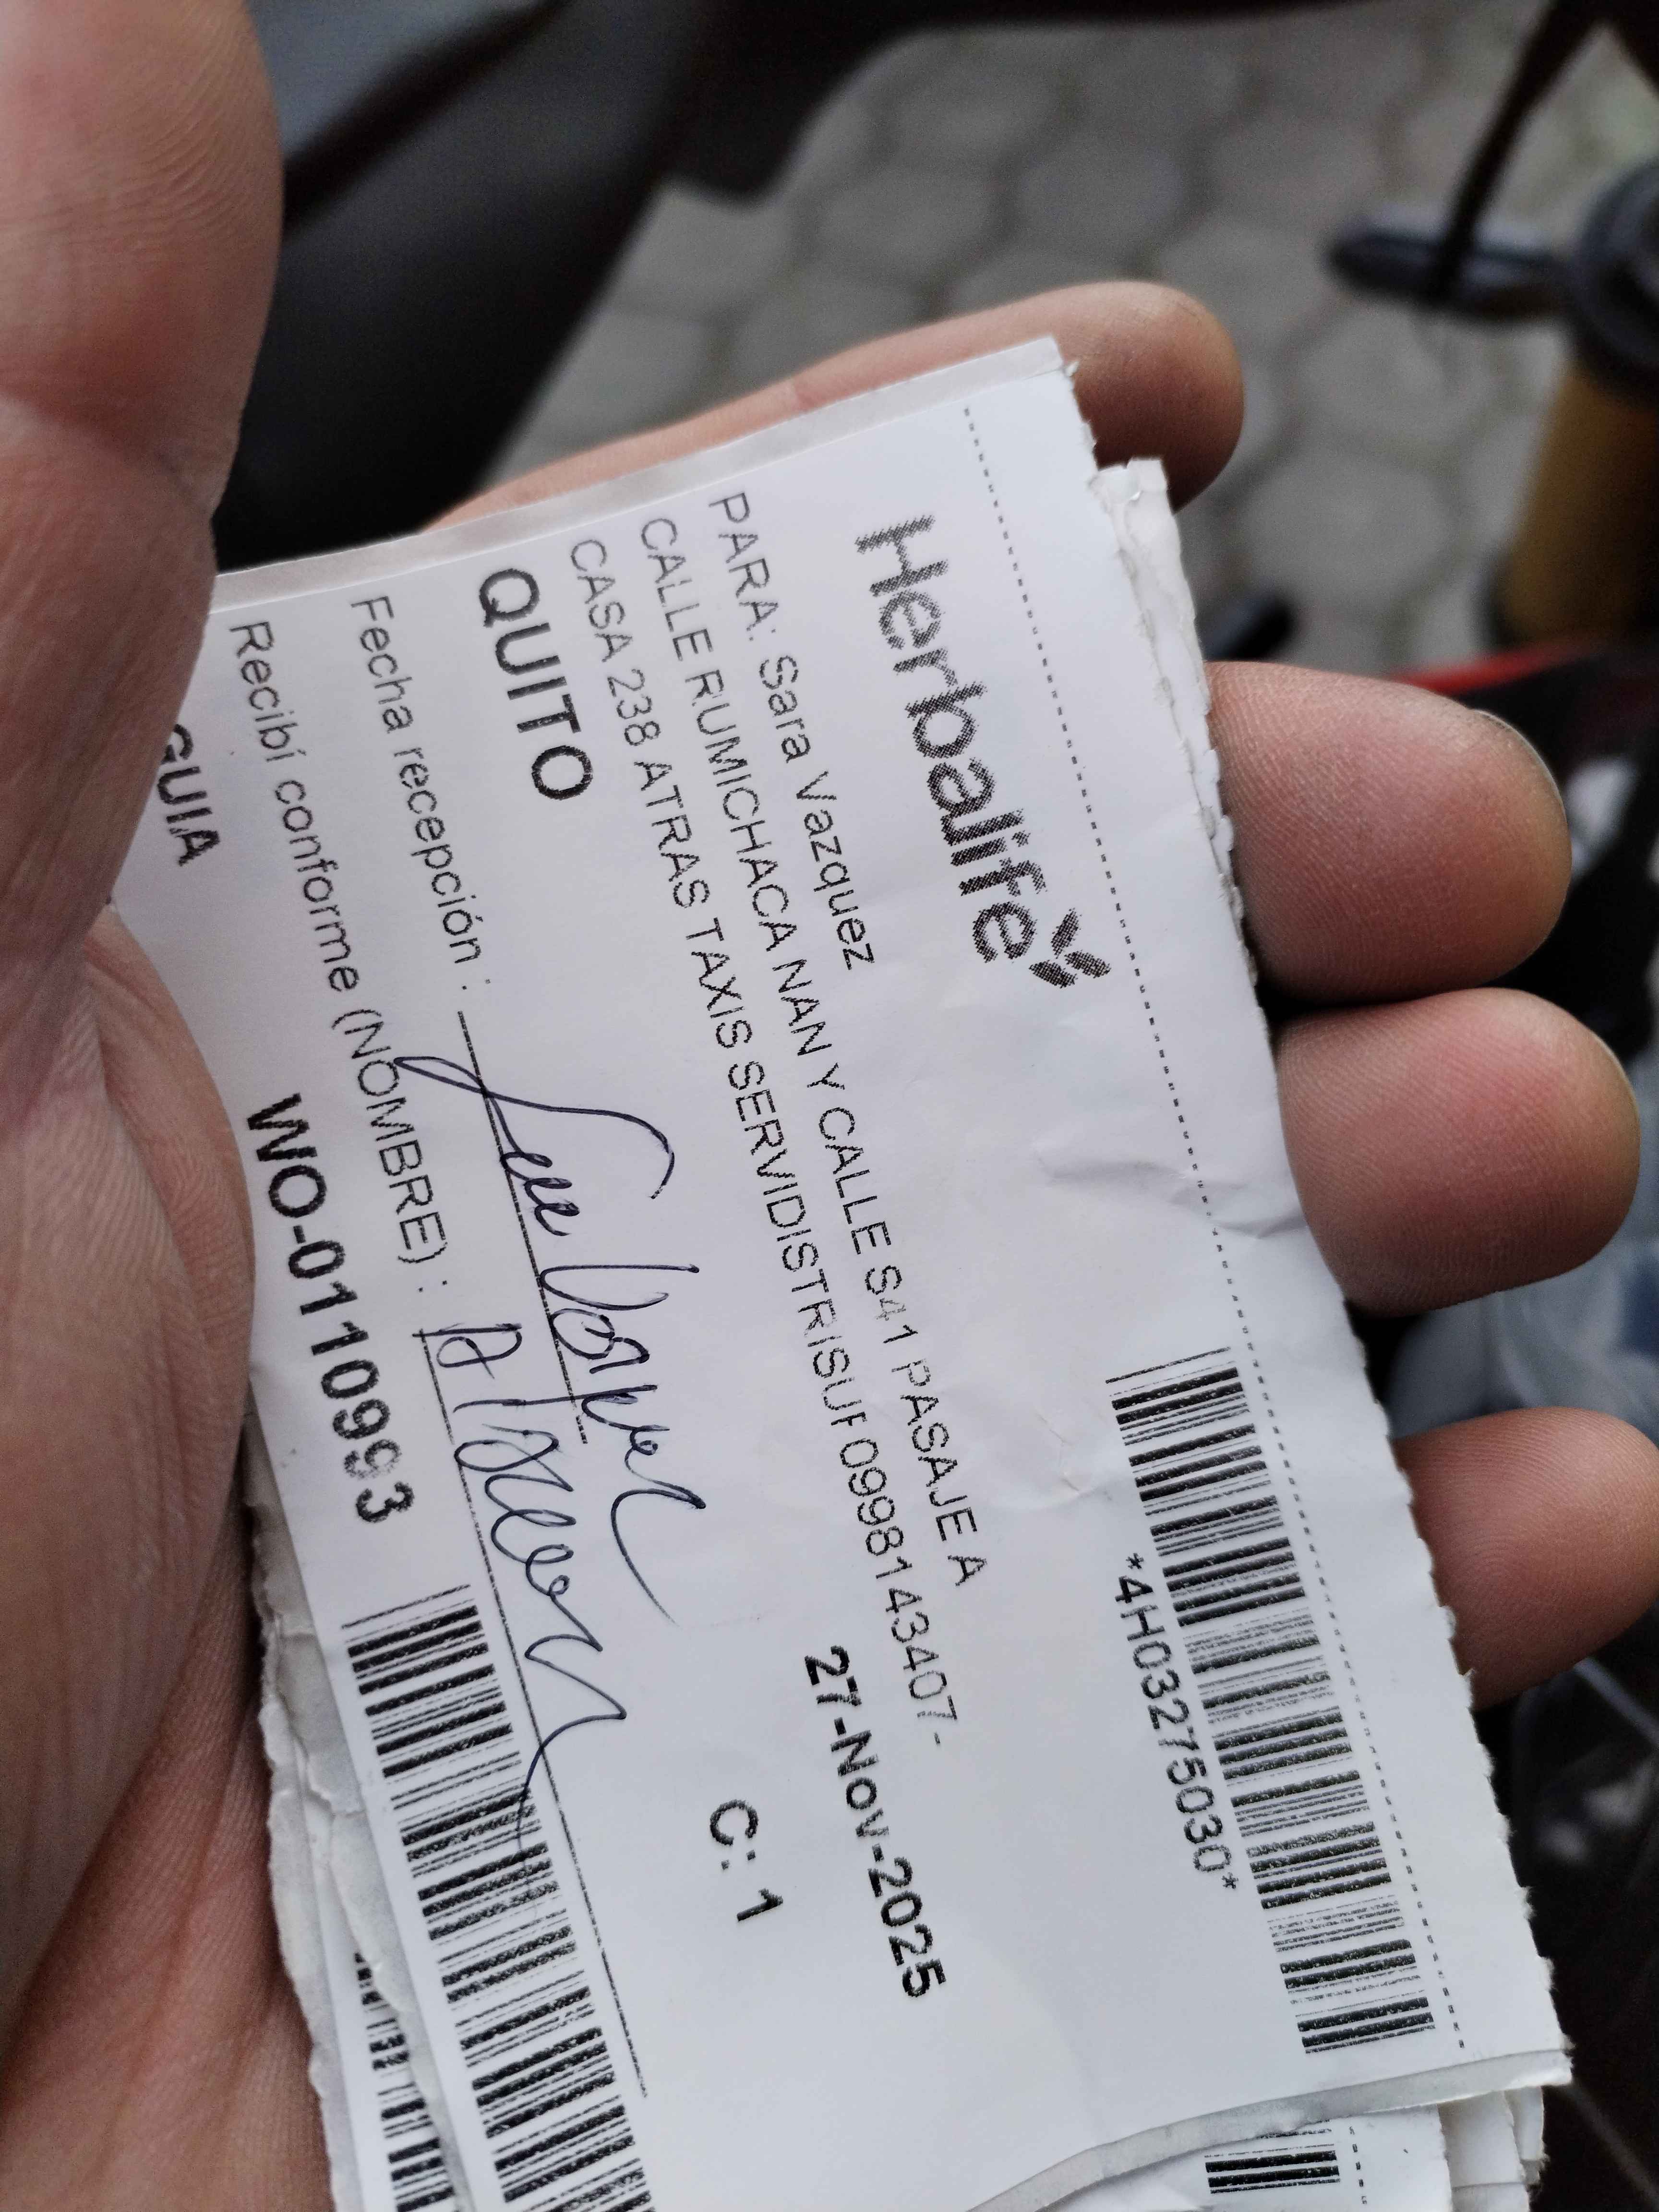 Herbalife
*4H03275030*
PARA: Sara Vazquez
CALLE RUMICHACA NAN Y CALLE S41 PASAJE A
CASA 238 ATRAS TAXIS SERVIDISTRISUR 0998143407-
27-Nov-2025
QUITO
C: 1
Fecha recepción :
Recibí conforme (NOMBRE) :
GUIA
WO-0110993